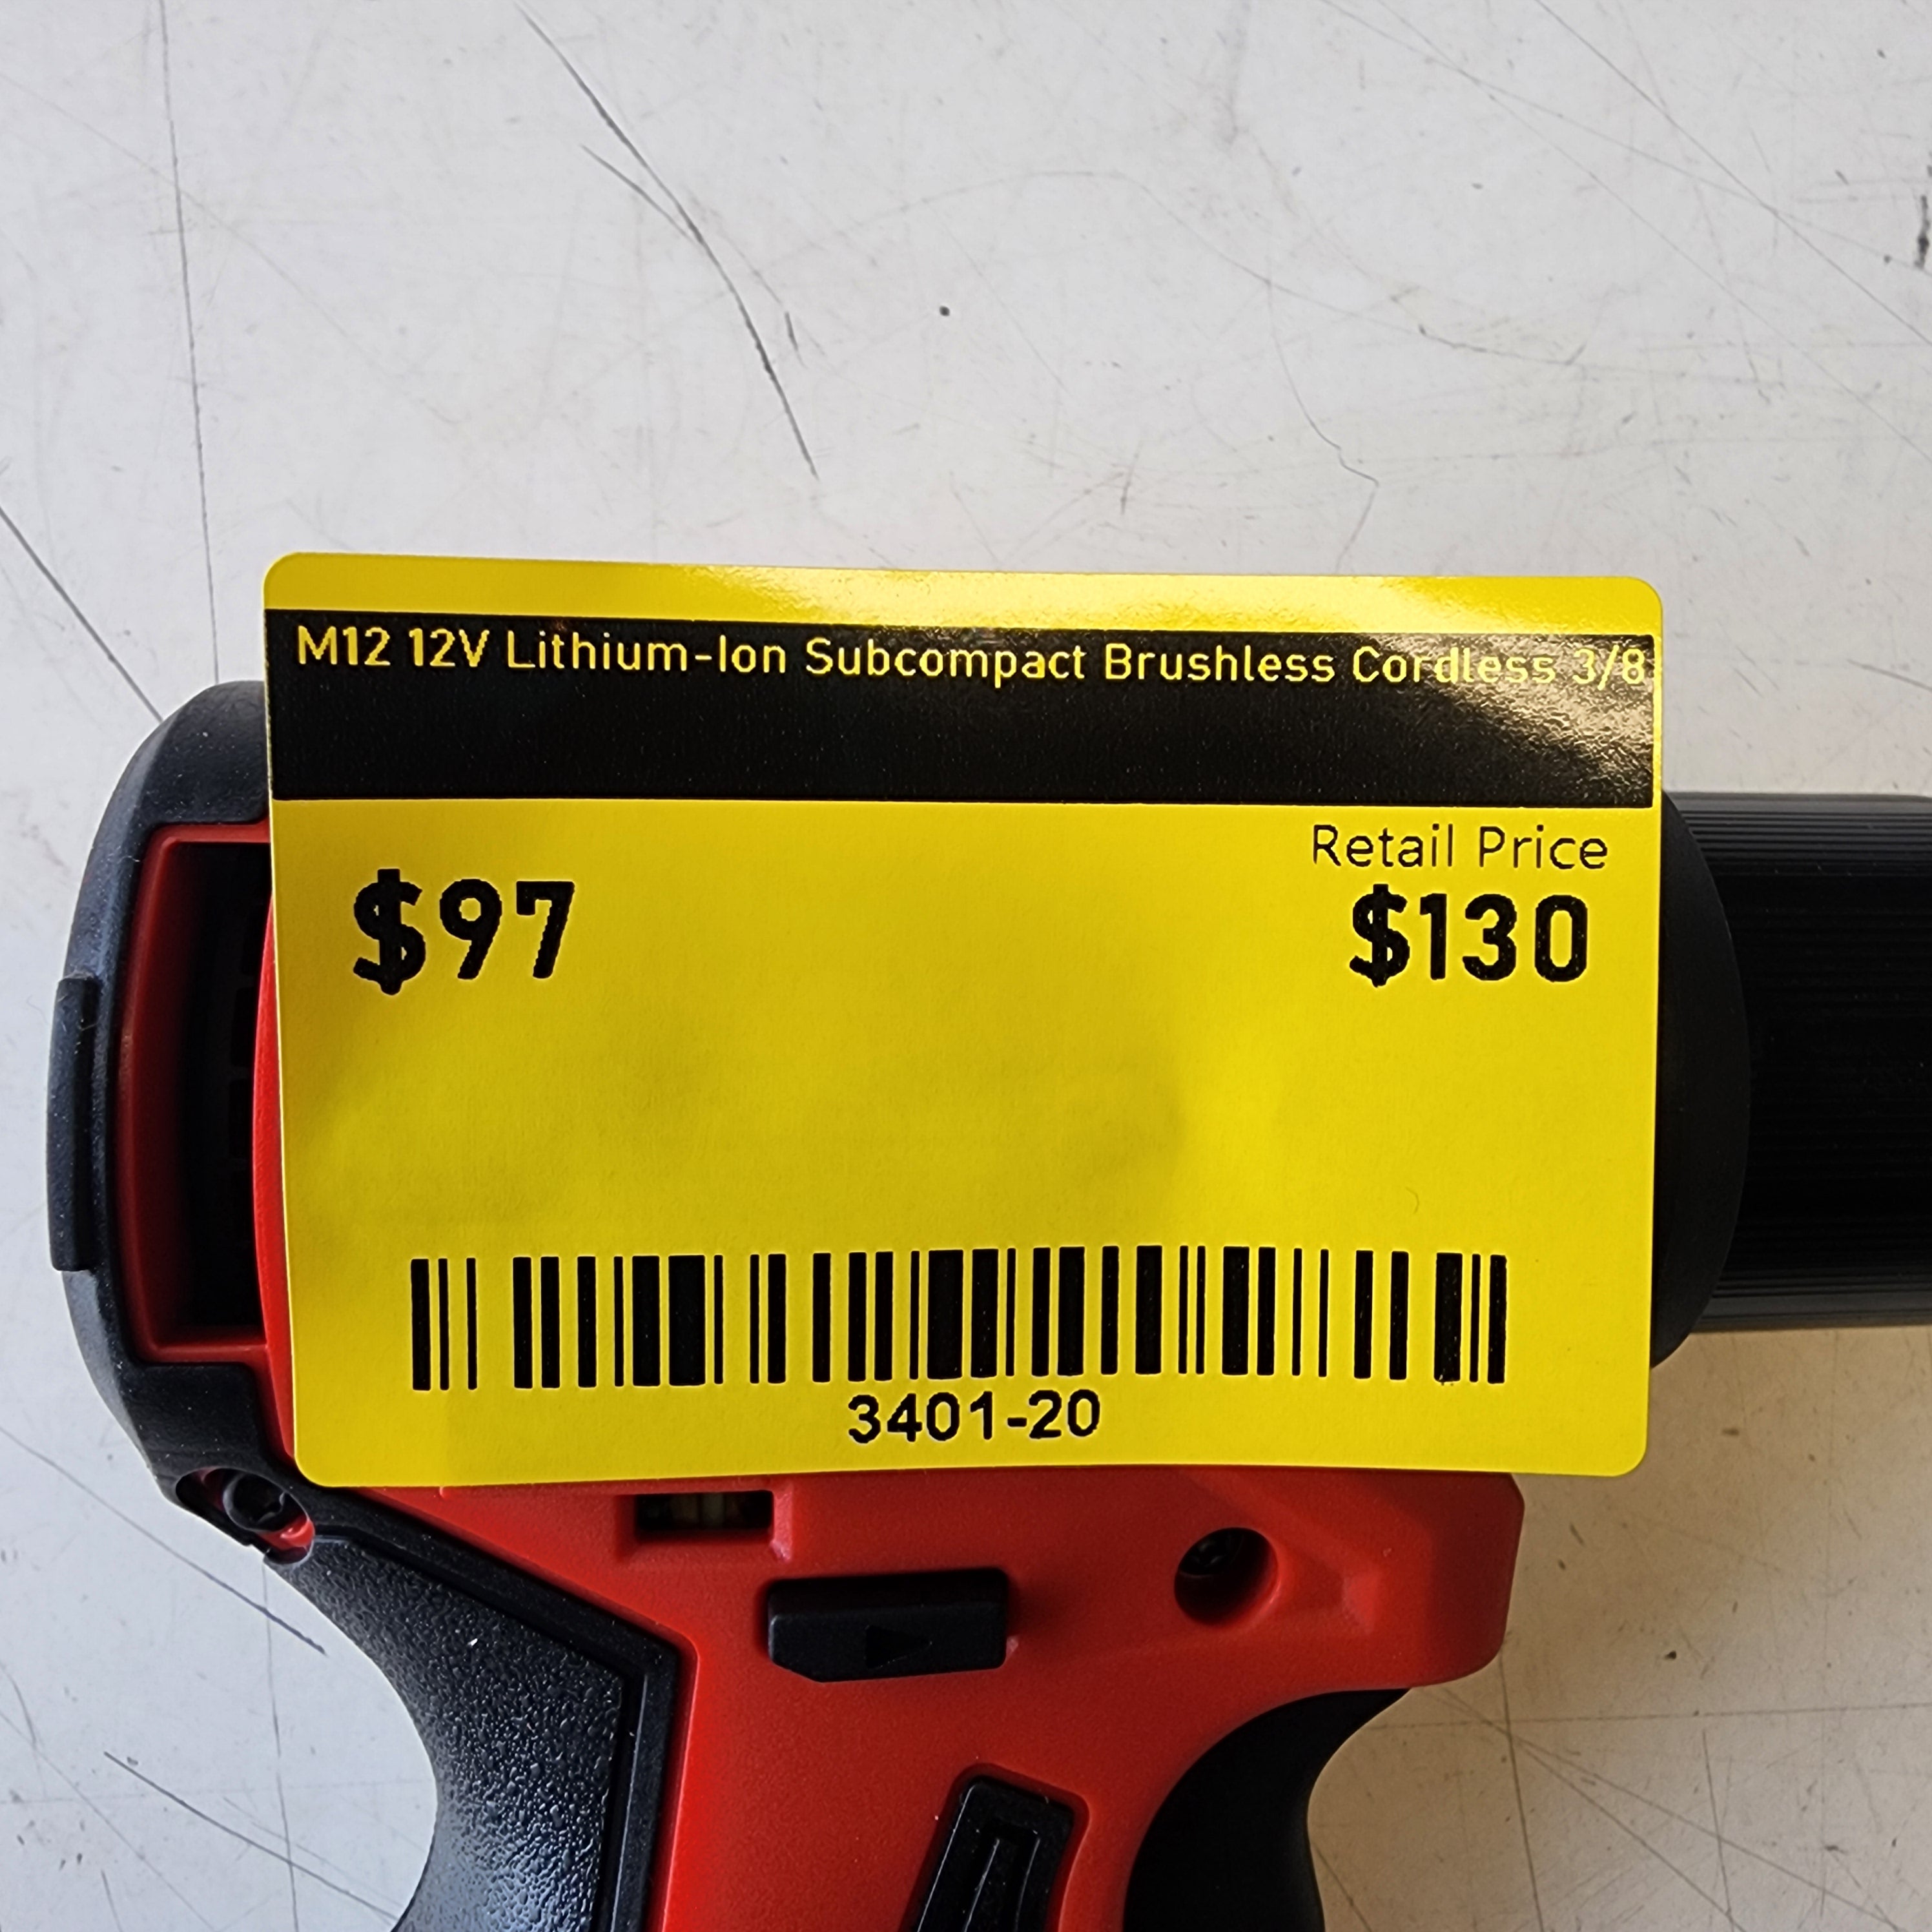 M12 12V Lithium-Ion Subcompact Brushless Cordless 3/8
Retail Price
$97 $130
3401-20